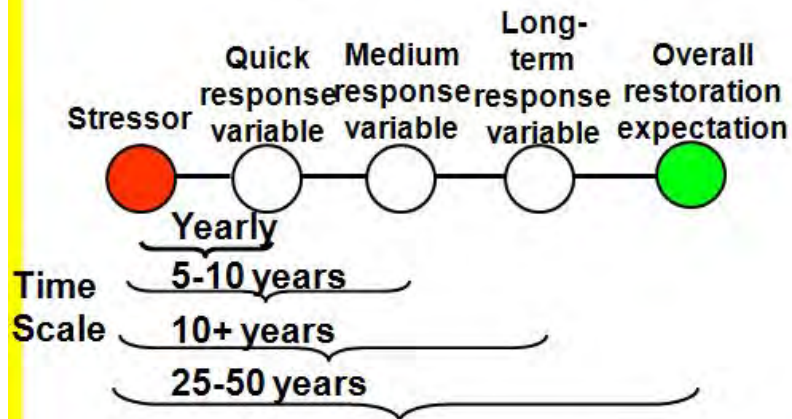 Stressor
Quick
response
variable
Medium
response
variable
Long-
term
response
variable
Overall
restoration
expectation
Time
Scale
Yearly
5-10 years
10+ years
25-50 years